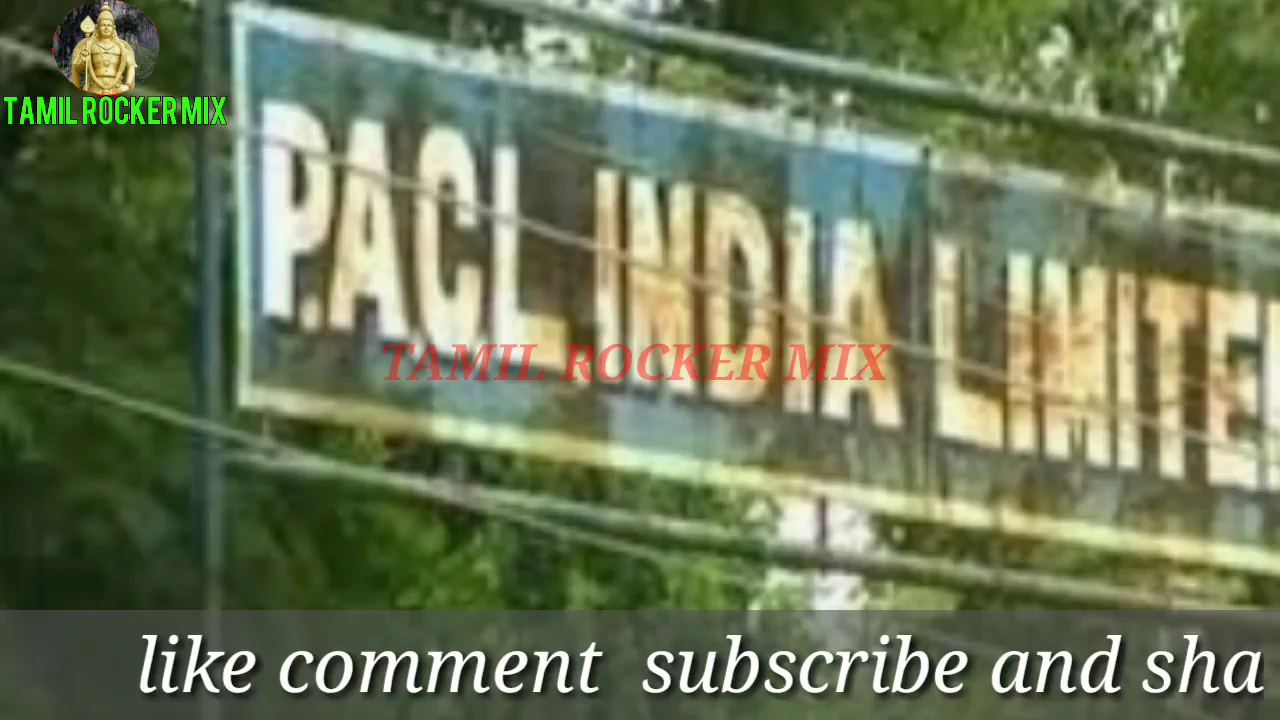 TAMIL ROCKER MIX
PACL INDIA LIMITE
TAMIL ROCKER MIX
like comment subscribe and sha